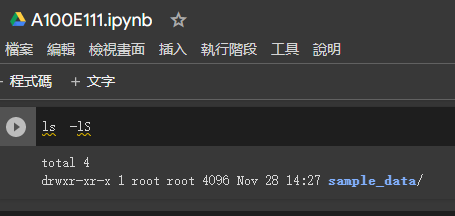 A100E111.ipynb
檔案 編輯 檢視畫面 插入 執行階段 工具 說明
+ 程式碼 + 文字
ls -lS
total 4
drwxr-xr-x 1 root root 4096 Nov 28 14:27 sample_data/